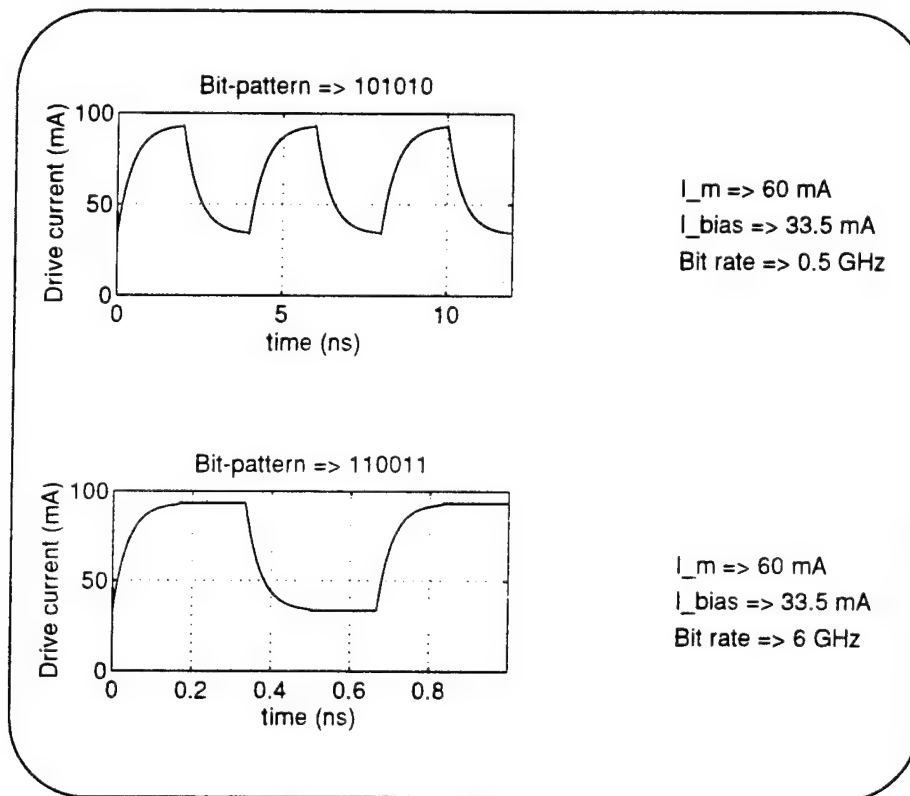 Bit-pattern => 101010
100
50
0
Drive current (mA)
0 5 10
time (ns)
I_m => 60 mA
I_bias => 33.5 mA
Bit rate => 0.5 GHz
Bit-pattern => 110011
100
50
0
Drive current (mA)
0 0.2 0.4 0.6 0.8
time (ns)
I_m => 60 mA
I_bias => 33.5 mA
Bit rate => 6 GHz